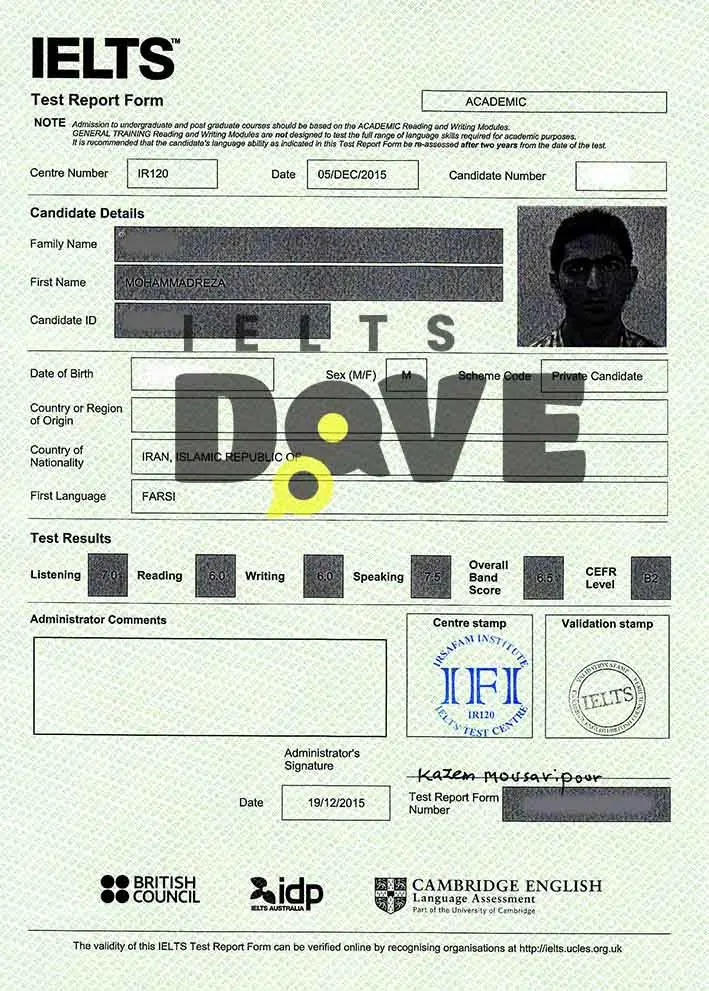 IELTS™
Test Report Form
ACADEMIC
NOTE Admission to undergraduate and post graduate courses should be based on the ACADEMIC Reading and Writing Modules.
GENERAL TRAINING Reading and Writing Modules are not designed to test the full range of language skills required for academic purposes.
It is recommended that the candidate's language ability as indicated in this Test Report Form be re-assessed after two years from the date of the test.
Centre Number IR120 Date 05/DEC/2015 Candidate Number
Candidate Details
Family Name
First Name MOHAMMADREZA
Candidate ID
IELTS
DAVE
Date of Birth Sex (M/F) M Scheme Code Private Candidate
Country or Region
of Origin
Country of
Nationality
IRAN, ISLAMIC REPUBLIC OF
First Language FARSI
Test Results
Listening 7.0 Reading 6.0 Writing 6.0 Speaking 7.5 Overall Band Score 6.5 CEFR Level B2
Administrator Comments
Centre stamp
Validation stamp
IRSAFAM INSTITUTE
IFI
IR120
IELTS TEST CENTRE
VALIDATION STAMP
IELTS
Administrator's
Signature
Kazem Mousavipour
Date 19/12/2015
Test Report Form
Number
BRITISH
COUNCIL
idp
IELTS AUSTRALIA
CAMBRIDGE ENGLISH
Language Assessment
Part of the University of Cambridge
The validity of this IELTS Test Report Form can be verified online by recognising organisations at http://ielts.ucles.org.uk